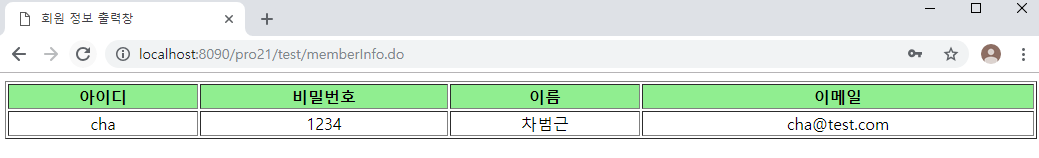 회원 정보 출력창
localhost:8090/pro21/test/memberInfo.do
아이디 비밀번호 이름 이메일
cha 1234 차범근 cha@test.com